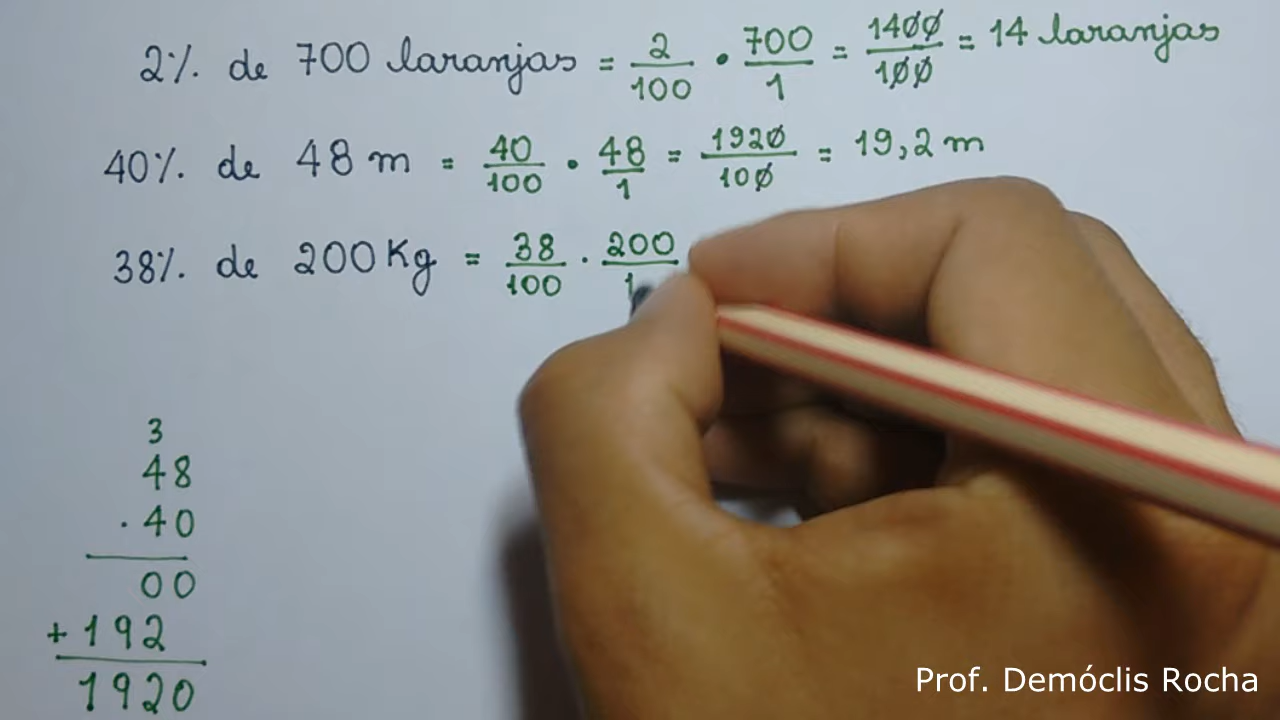 2% de 700 laranjas = 2/100 · 700/1 = 1400/100 = 14 laranjas
40% de 48 m = 40/100 · 48/1 = 1920/100 = 19,2 m
38% de 200 Kg = 38/100 · 200/1
3
48
· 40
00
+ 192
1920
Prof. Demóclis Rocha